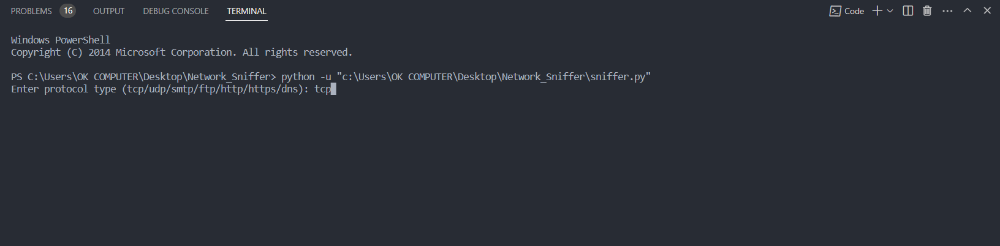 PROBLEMS 16 OUTPUT DEBUG CONSOLE TERMINAL Code
Windows PowerShell
Copyright (C) 2014 Microsoft Corporation. All rights reserved.
PS C:\Users\OK COMPUTER\Desktop\Network_Sniffer> python -u "c:\Users\OK COMPUTER\Desktop\Network_Sniffer\sniffer.py"
Enter protocol type (tcp/udp/smtp/ftp/http/https/dns): tcp